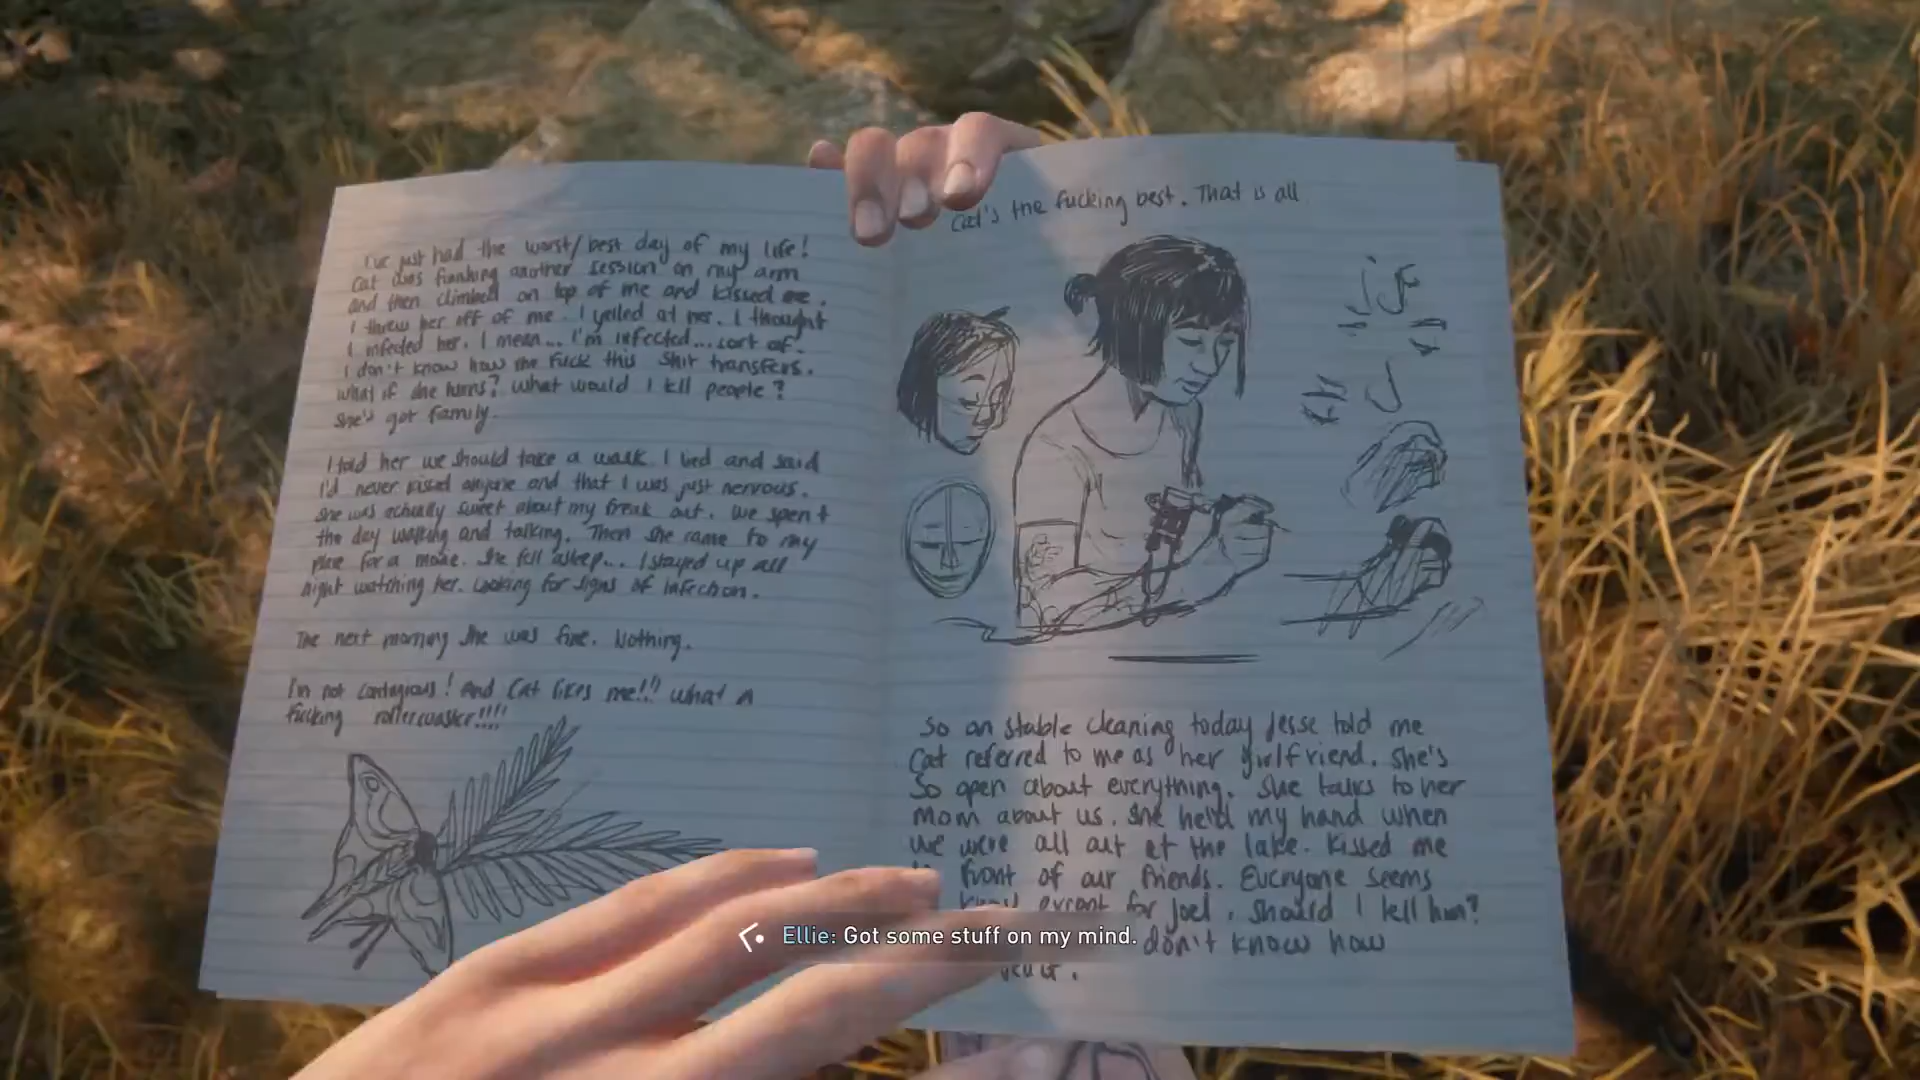 I've just had the worst/best day of my life!
Cat was finishing another session on my arm
and then climbed on top of me and kissed me.
I threw her off of me. I yelled at her. I thought
I infected her. I mean... I'm infected... sort of.
I don't know how the fuck this shit transfers.
What if she turns? What would I tell people?
She's got family.
I told her we should take a walk. I lied and said
I'd never kissed anyone and that I was just nervous.
She was actually sweet about my freak out. We spent
the day walking and talking. Then she came to my
place for a movie. She fell asleep... I stayed up all
night watching her. Looking for signs of infection.
The next morning she was fine. Nothing.
I'm not contagious! And Cat likes me!!! What a
fucking rollercoaster!!!!
Cat's the fucking best. That is all
So on stable cleaning today Jesse told me
Cat referred to me as her girlfriend. She's
so open about everything. She talks to her
Mom about us. She held my hand when
we were all out at the lake. Kissed me
front of our friends. Everyone seems
know except for Joel. Should I tell him?
don't know how
Ellie: Got some stuff on my mind.